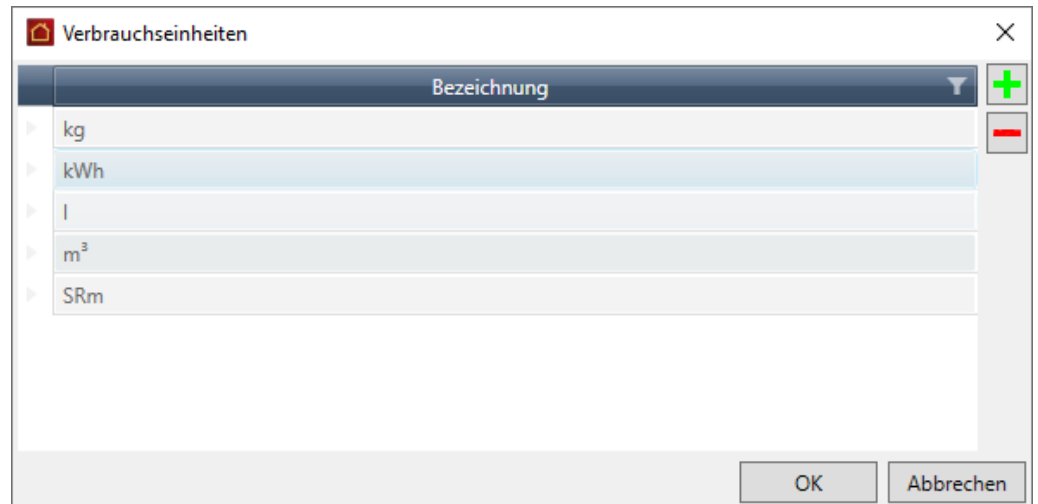 Verbrauchseinheiten
Bezeichnung
kg
kWh
l
m³
SRm
OK Abbrechen